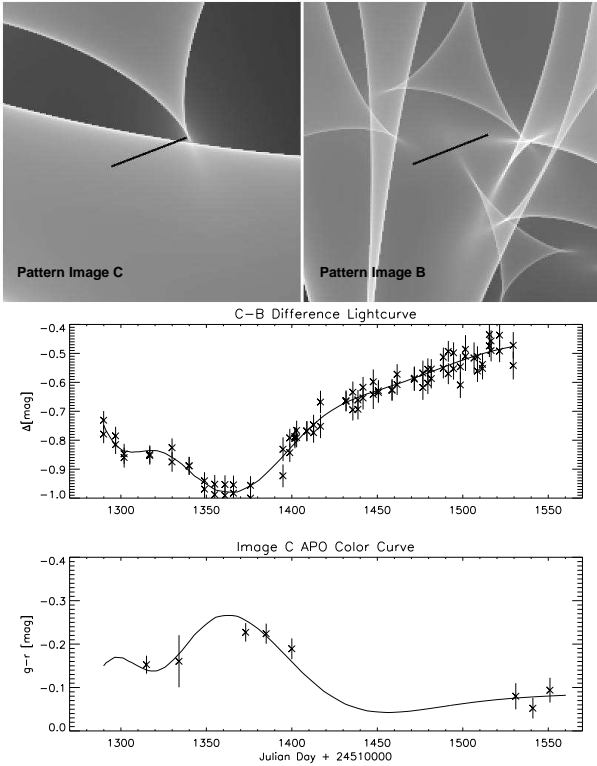 Pattern Image C
Pattern Image B
C-B Difference Lightcurve
-0.4
-0.5
-0.6
-0.7
-0.8
-0.9
-1.0
Δ[mag]
1300 1350 1400 1450 1500 1550
Image C APO Color Curve
-0.4
-0.3
-0.2
-0.1
0.0
g-r [mag]
1300 1350 1400 1450 1500 1550
Julian Day + 24510000